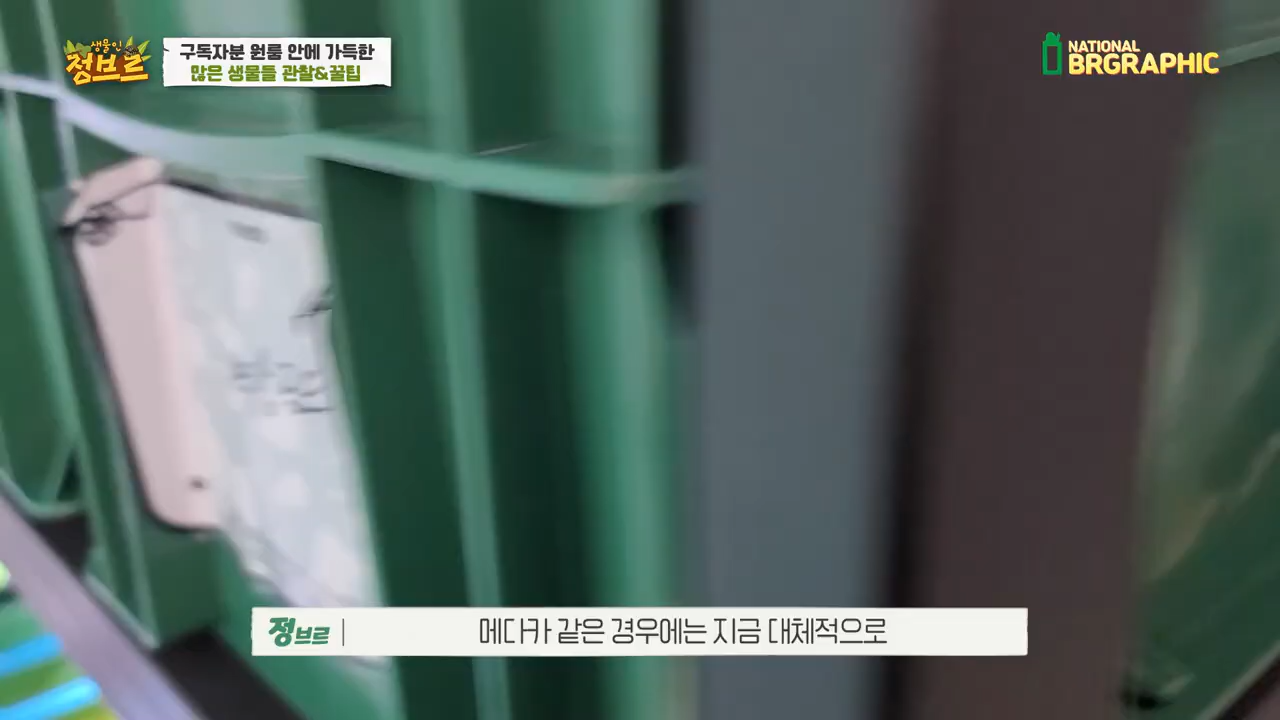 생물인
정브르
구독자분 원룸 안에 가득한
많은 생물들 관찰&꿀팁
NATIONAL
BRGRAPHIC
정브르 메다카 같은 경우에는 지금 대체적으로